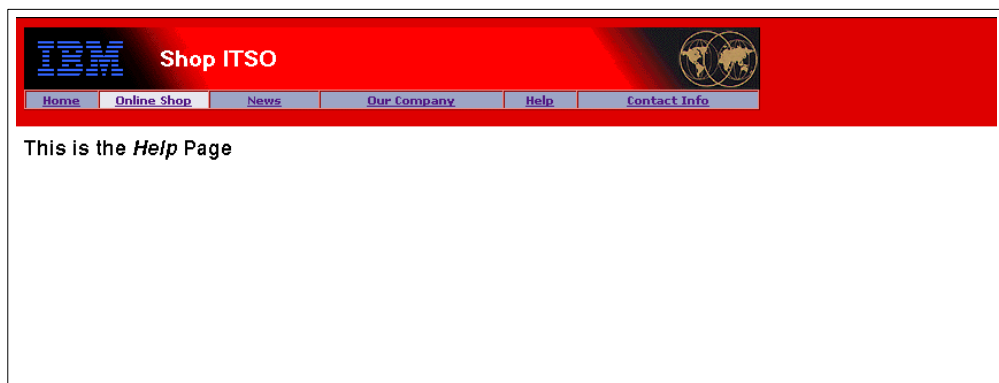 IBM Shop ITSO
Home Online Shop News Our Company Help Contact Info
This is the Help Page